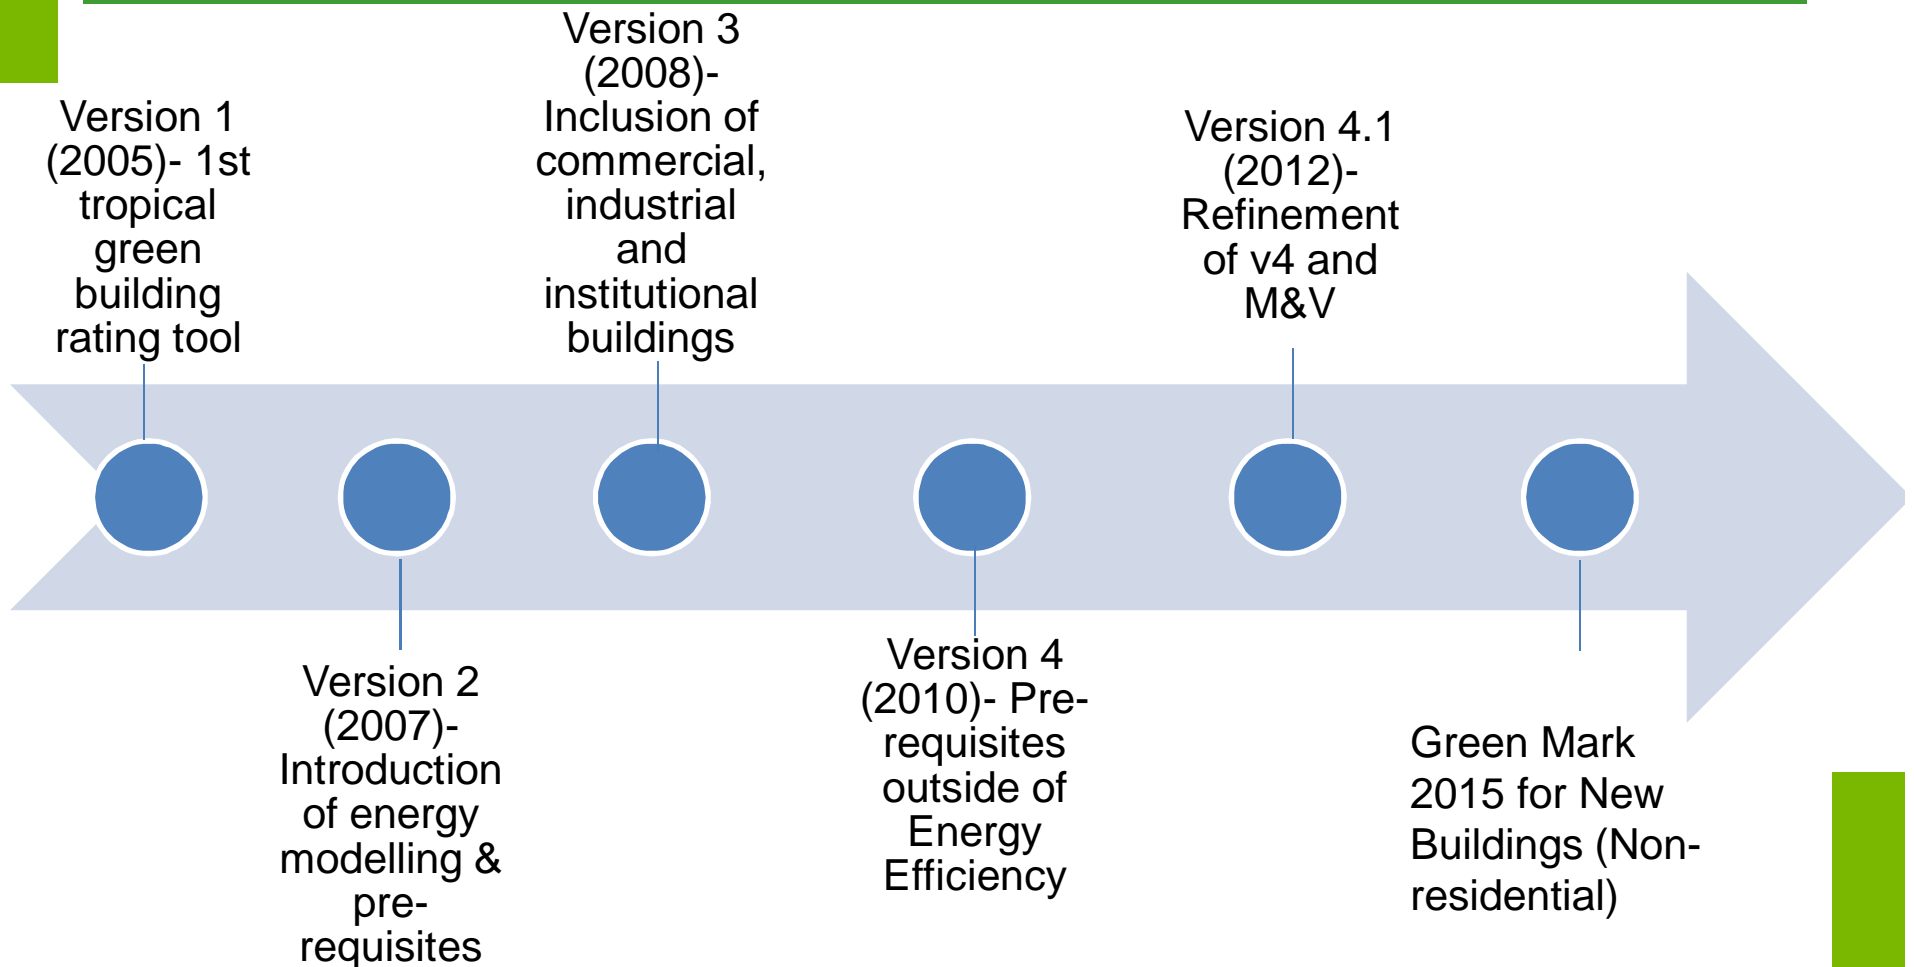 Version 1
(2005)- 1st
tropical
green
building
rating tool
Version 2
(2007)-
Introduction
of energy
modelling &
pre-
requisites
Version 3
(2008)-
Inclusion of
commercial,
industrial
and
institutional
buildings
Version 4
(2010)- Pre-
requisites
outside of
Energy
Efficiency
Version 4.1
(2012)-
Refinement
of v4 and
M&V
Green Mark
2015 for New
Buildings (Non-
residential)